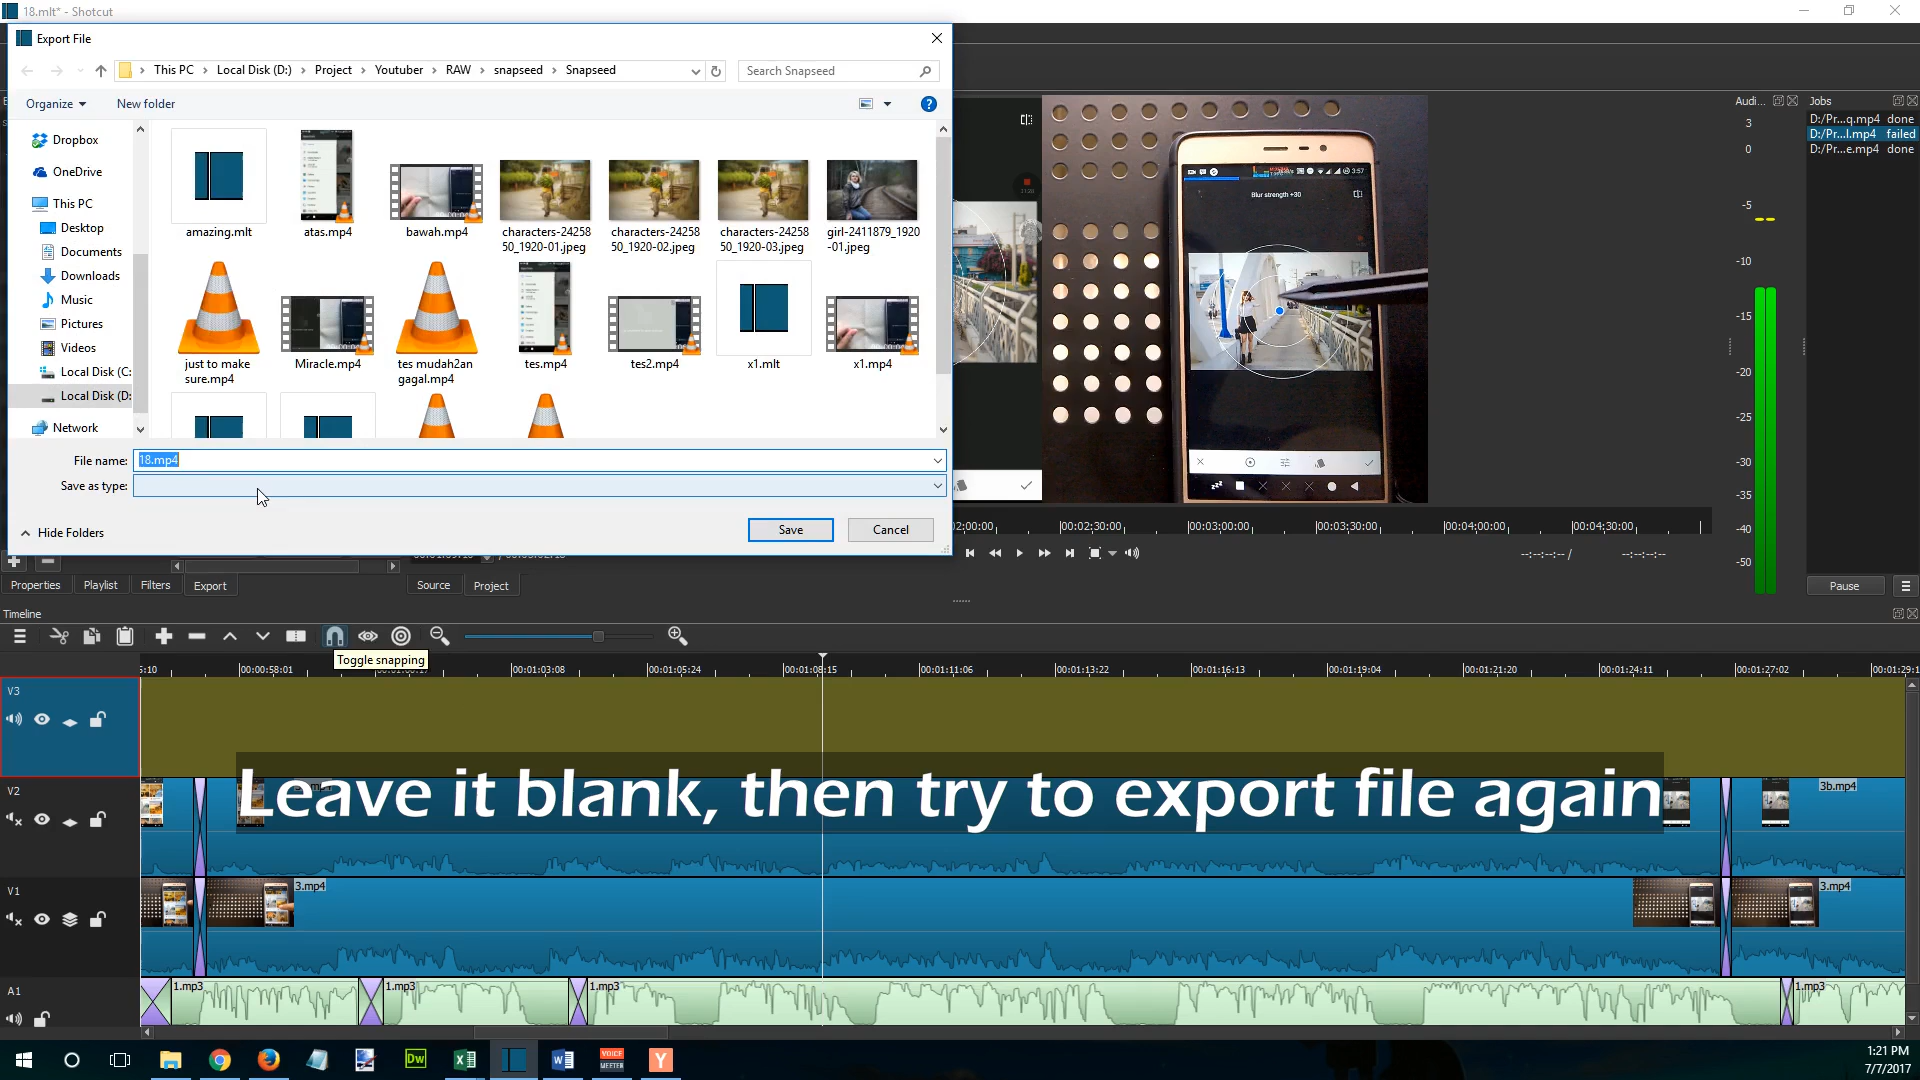 18.mlt* - Shotcut
Export File
This PC
Local Disk (D:)
Project
Youtuber
RAW
snapseed
Snapseed
Search Snapseed
Organize
New folder
Dropbox
OneDrive
This PC
Desktop
Documents
Downloads
Music
Pictures
Videos
Local Disk (C:
Local Disk (D:
Network
amazing.mlt
atas.mp4
bawah.mp4
characters-24258
50_1920-01.jpeg
characters-24258
50_1920-02.jpeg
characters-24258
50_1920-03.jpeg
girl-2411879_1920
-01.jpeg
just to make
sure.mp4
Miracle.mp4
tes mudah2an
gagal.mp4
tes.mp4
tes2.mp4
x1.mlt
x1.mp4
File name: 18.mp4
Save as type:
Hide Folders
Save
Cancel
Blur strength +30
3:57
Audi...
3
0
-5
-10
-15
-20
-25
-30
-35
-40
-50
Jobs
D:/Pr...q.mp4 done
D:/Pr...l.mp4 failed
D:/Pr...e.mp4 done
Pause
2:00:00
00:02:30:00
00:03:00:00
00:03:30:00
00:04:00:00
00:04:30:00
--:--:--:-- /
--:--:--:--
Properties
Playlist
Filters
Export
Source
Project
Timeline
Toggle snapping
5:10
00:00:58:01
00:01:03:08
00:01:05:24
00:01:08:15
00:01:11:06
00:01:13:22
00:01:16:13
00:01:19:04
00:01:21:20
00:01:24:11
00:01:27:02
00:01:29:1
V3
V2
3b.mp4
Leave it blank, then try to export file again
V1
3.mp4
3.mp4
A1
1.mp3
1.mp3
1.mp3
1.mp3
Dw
VOICE
MEETER
Y
1:21 PM
7/7/2017